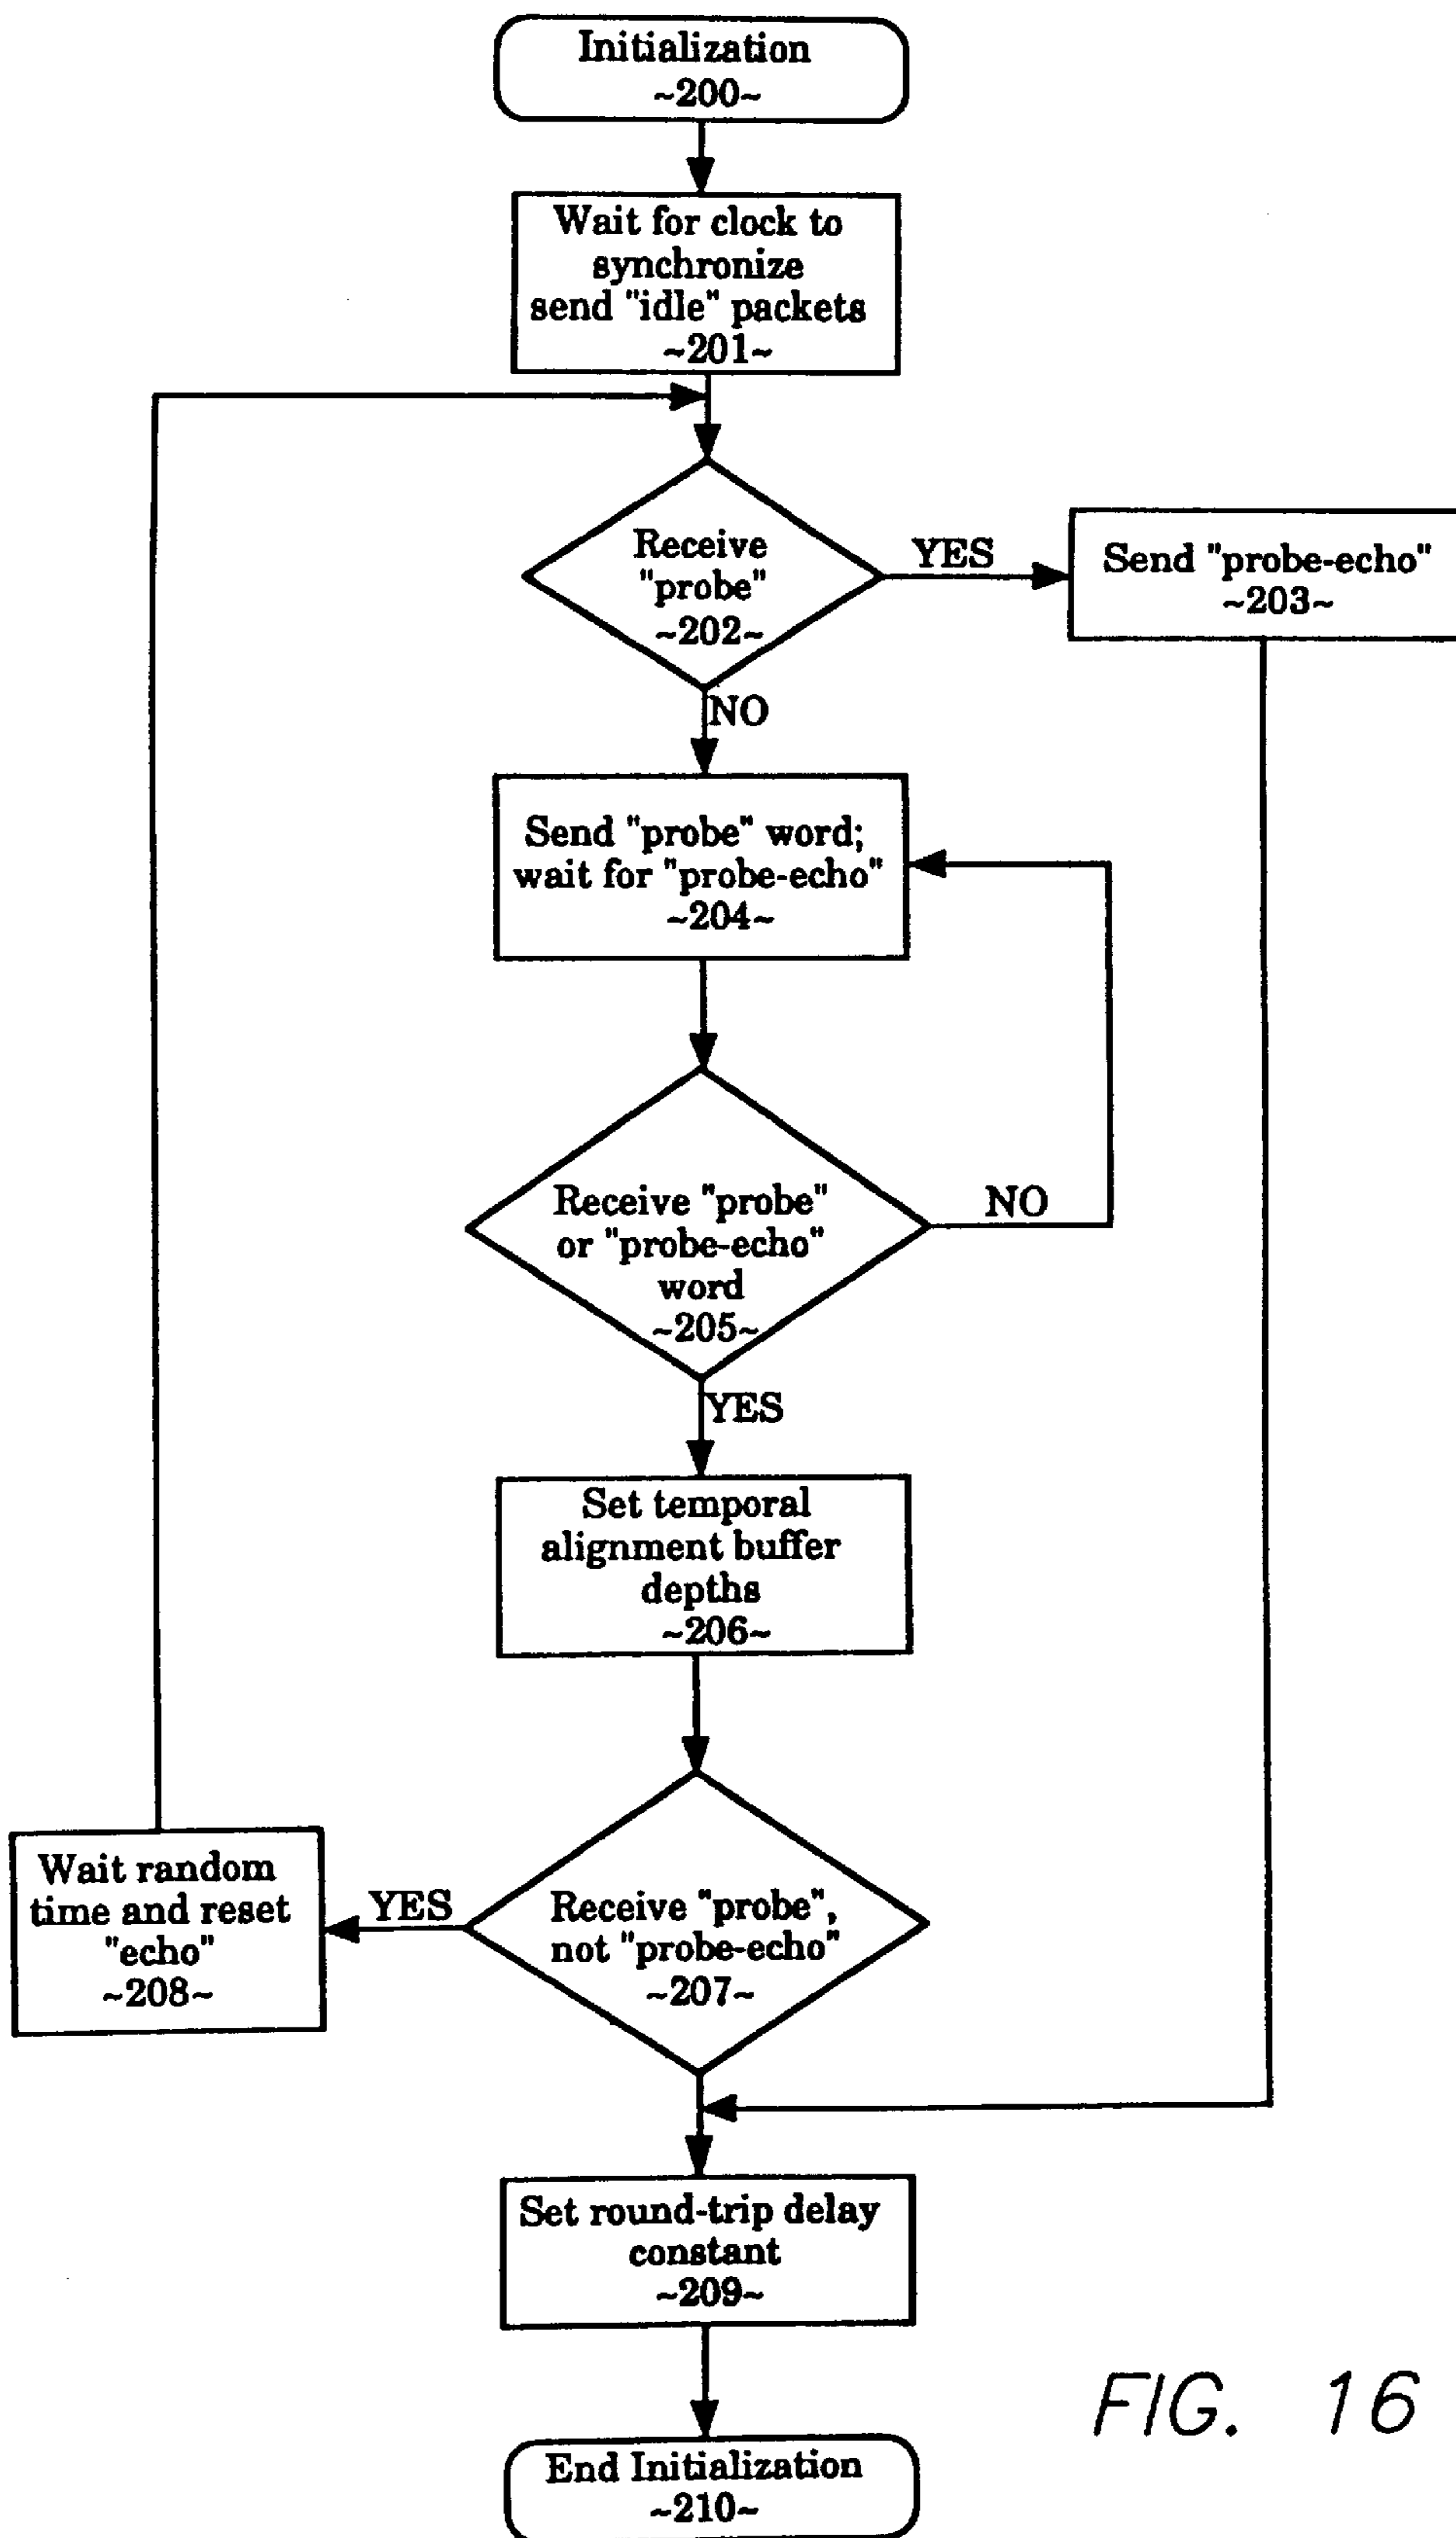 Initialization
~200~
Wait for clock to
synchronize
send "idle" packets
~201~
Receive
"probe"
~202~
YES
Send "probe-echo"
~203~
NO
Send "probe" word;
wait for "probe-echo"
~204~
Receive "probe"
or "probe-echo"
word
~205~
NO
YES
Set temporal
alignment buffer
depths
~206~
Receive "probe",
not "probe-echo"
~207~
YES
Wait random
time and reset
"echo"
~208~
Set round-trip delay
constant
~209~
End Initialization
~210~
FIG. 16